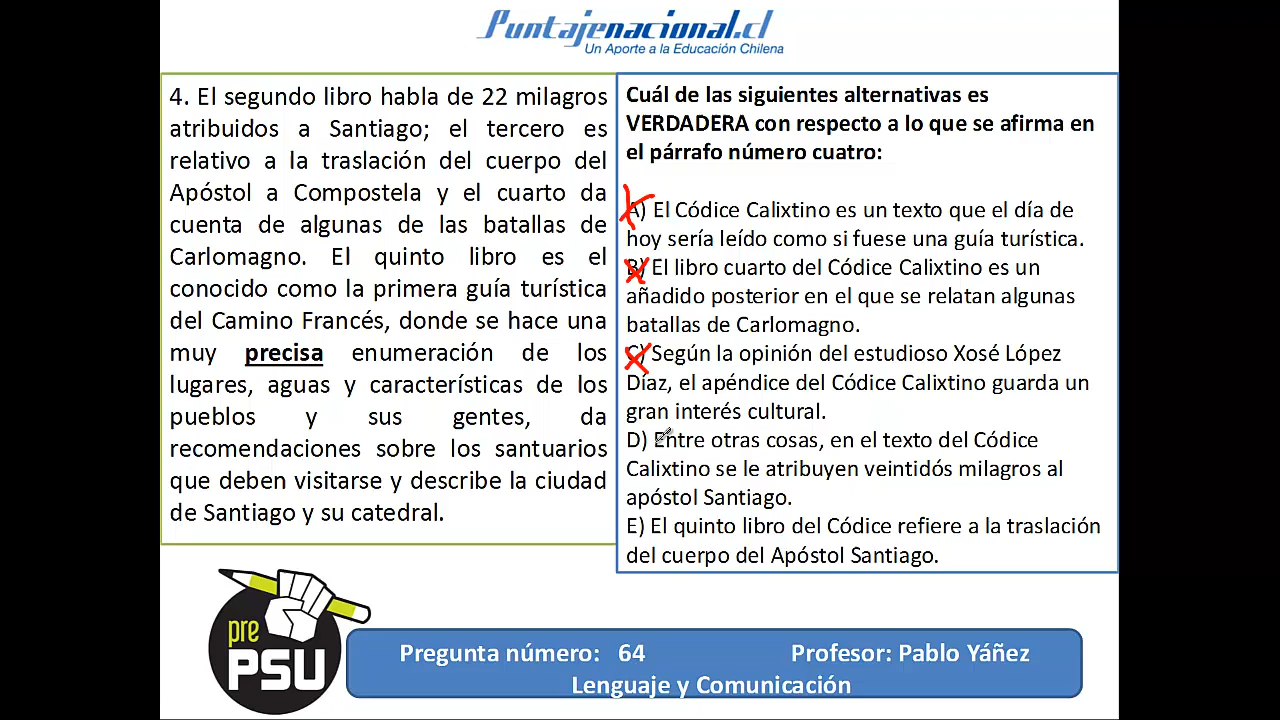 Puntajenacional.cl
Un Aporte a la Educación Chilena
4. El segundo libro habla de 22 milagros
atribuidos a Santiago; el tercero es
relativo a la traslación del cuerpo del
Apóstol a Compostela y el cuarto da
cuenta de algunas de las batallas de
Carlomagno. El quinto libro es el
conocido como la primera guía turística
del Camino Francés, donde se hace una
muy precisa enumeración de los
lugares, aguas y características de los
pueblos y sus gentes, da
recomendaciones sobre los santuarios
que deben visitarse y describe la ciudad
de Santiago y su catedral.
Cuál de las siguientes alternativas es
VERDADERA con respecto a lo que se afirma en
el párrafo número cuatro:
A) El Códice Calixtino es un texto que el día de
hoy sería leído como si fuese una guía turística.
B) El libro cuarto del Códice Calixtino es un
añadido posterior en el que se relatan algunas
batallas de Carlomagno.
C) Según la opinión del estudioso Xosé López
Díaz, el apéndice del Códice Calixtino guarda un
gran interés cultural.
D) Entre otras cosas, en el texto del Códice
Calixtino se le atribuyen veintidós milagros al
apóstol Santiago.
E) El quinto libro del Códice refiere a la traslación
del cuerpo del Apóstol Santiago.
pre
PSU
Pregunta número: 64 Profesor: Pablo Yáñez
Lenguaje y Comunicación